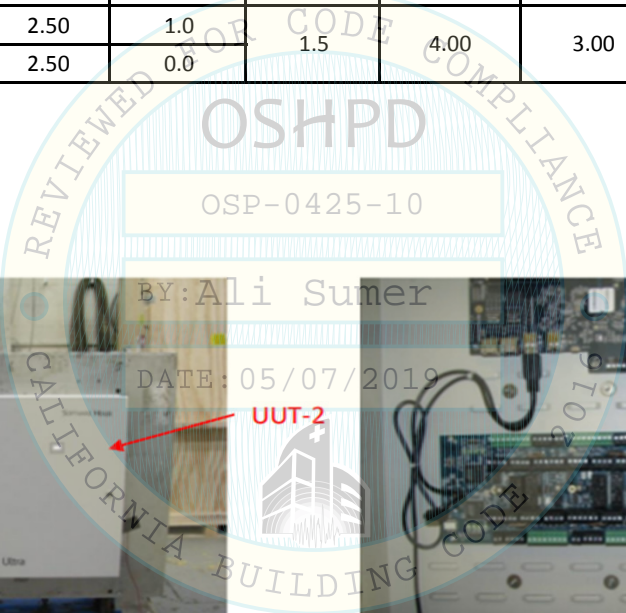 2.50 1.0 1.5 4.00 3.00
2.50 0.0
REVIEWED FOR CODE COMPLIANCE
OSHPD
OSP-0425-10
BY:Ali Sumer
DATE:05/07/2019
UUT-2
Ultra
CALIFORNIA BUILDING CODE 2016